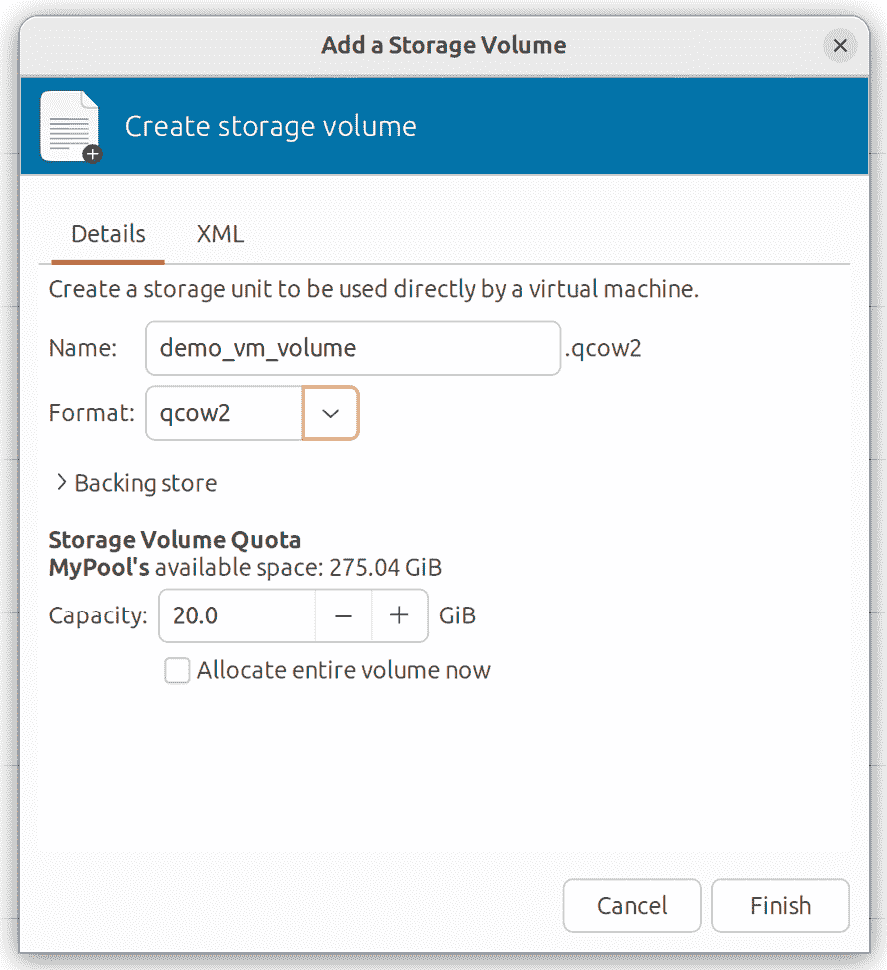 Add a Storage Volume
Create storage volume
Details XML
Create a storage unit to be used directly by a virtual machine.
Name: demo_vm_volume .qcow2
Format: qcow2
Backing store
Storage Volume Quota
MyPool's available space: 275.04 GiB
Capacity: 20.0 − + GiB
Allocate entire volume now
Cancel Finish